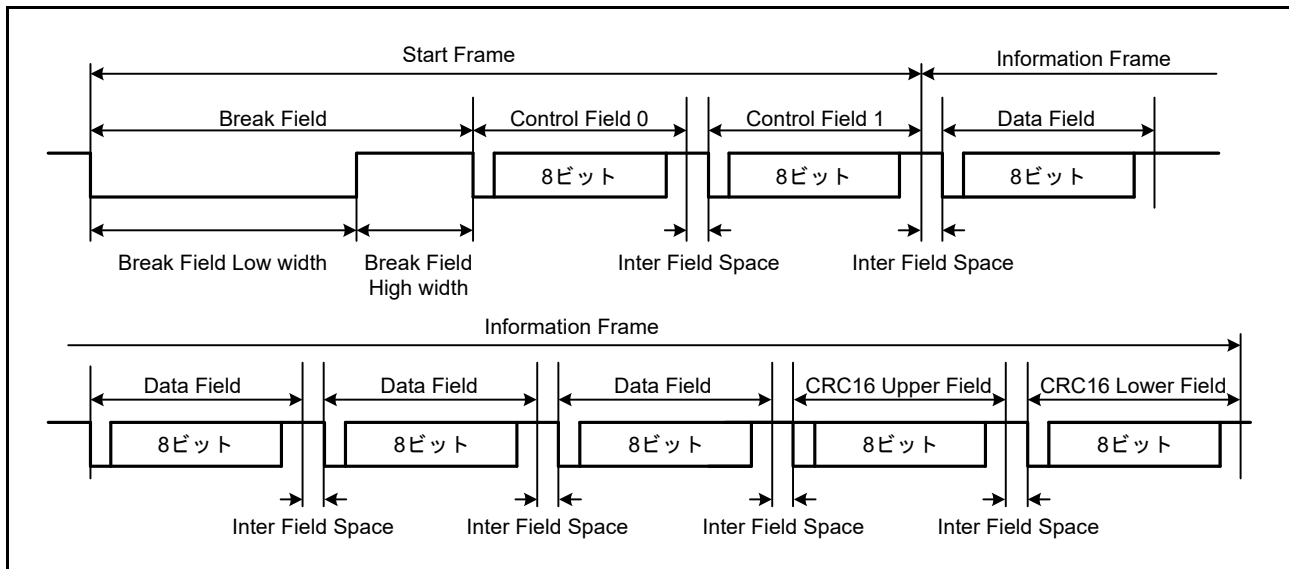 Start Frame
Information Frame
Break Field
Control Field 0
Control Field 1
Data Field
8ビット
8ビット
8ビット
Break Field Low width
Break Field
High width
Inter Field Space
Inter Field Space
Information Frame
Data Field
Data Field
Data Field
CRC16 Upper Field
CRC16 Lower Field
8ビット
8ビット
8ビット
8ビット
8ビット
Inter Field Space
Inter Field Space
Inter Field Space
Inter Field Space